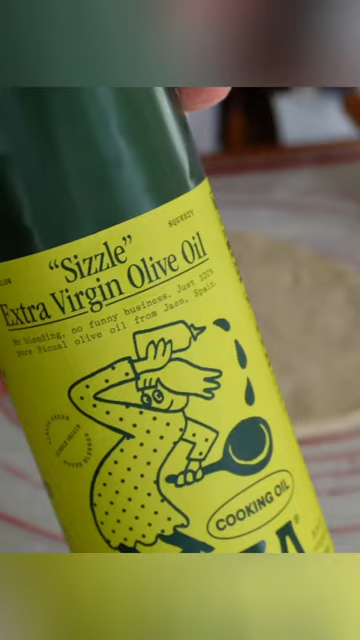 SQUEEZY
"Sizzle"
Extra Virgin Olive Oil
No blending, no funny business. Just 100%
pure Picual olive oil from Jaen, Spain.
COOKING OIL